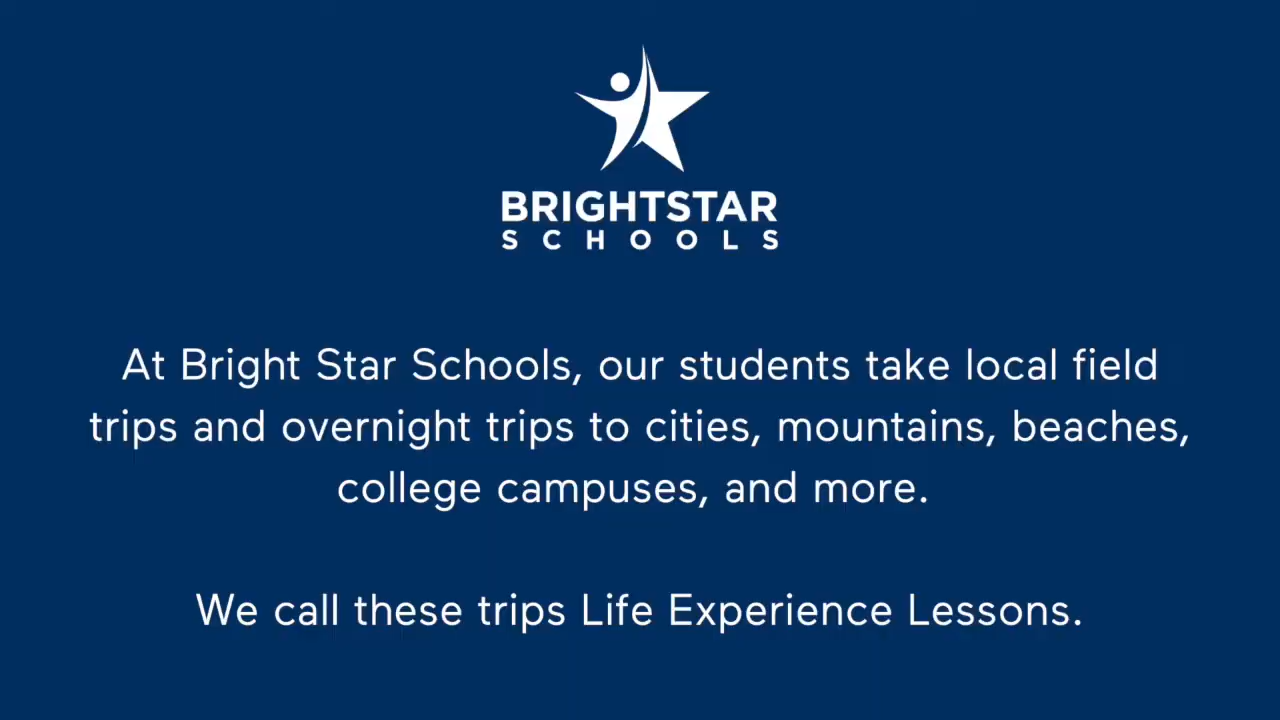 BRIGHTSTAR
SCHOOLS
At Bright Star Schools, our students take local field
trips and overnight trips to cities, mountains, beaches,
college campuses, and more.
We call these trips Life Experience Lessons.